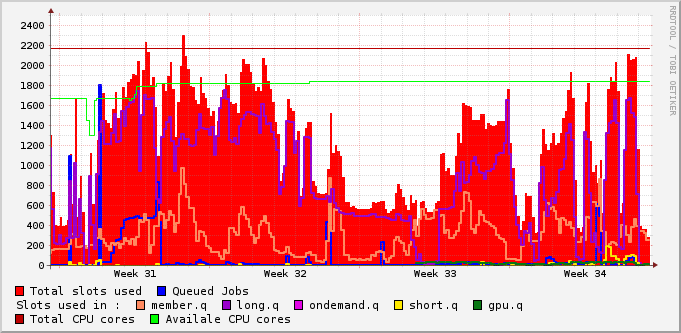 2400
2200
2000
1800
1600
1400
1200
1000
800
600
400
200
0
Week 31 Week 32 Week 33 Week 34
RRDTOOL / TOBI OETIKER
Total slots used Queued Jobs
Slots used in : member.q long.q ondemand.q short.q gpu.q
Total CPU cores Availale CPU cores